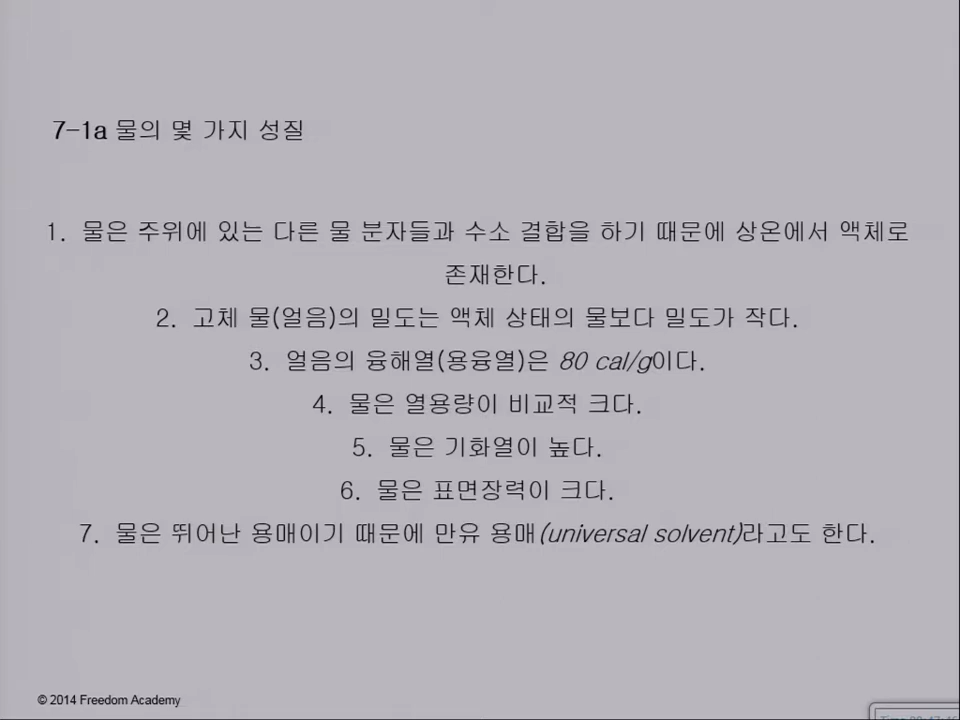 7-1a 물의 몇 가지 성질
1. 물은 주위에 있는 다른 물 분자들과 수소 결합을 하기 때문에 상온에서 액체로
존재한다.
2. 고체 물(얼음)의 밀도는 액체 상태의 물보다 밀도가 작다.
3. 얼음의 융해열(용융열)은 80 cal/g이다.
4. 물은 열용량이 비교적 크다.
5. 물은 기화열이 높다.
6. 물은 표면장력이 크다.
7. 물은 뛰어난 용매이기 때문에 만유 용매(universal solvent)라고도 한다.
© 2014 Freedom Academy